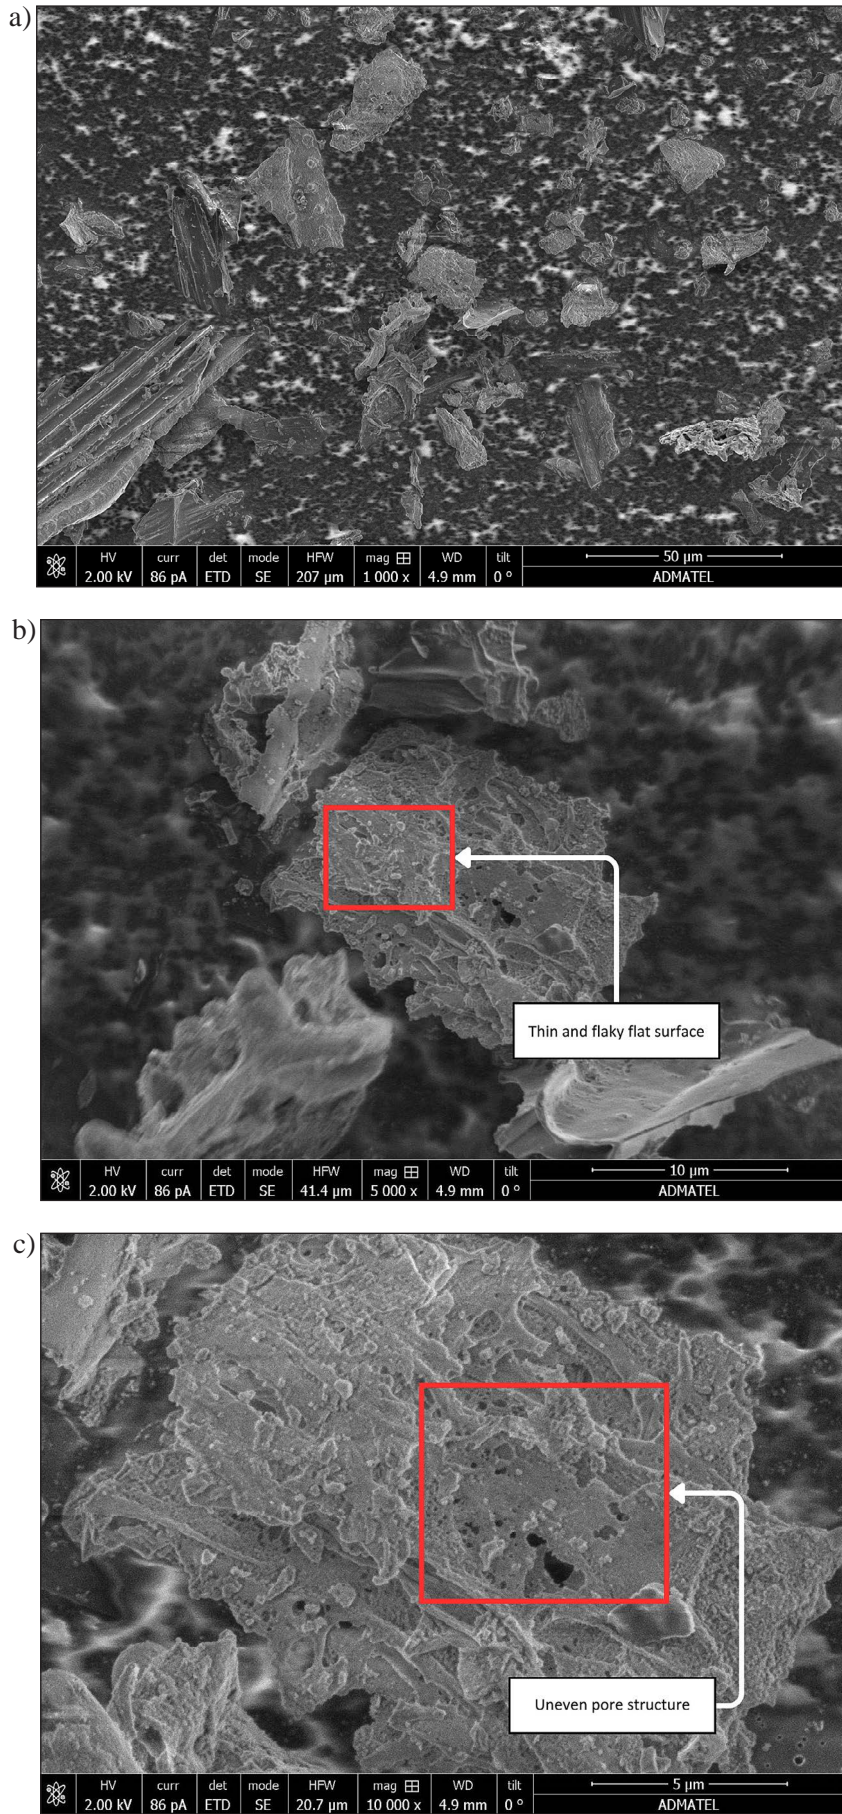 a)
HV curr det mode HFW mag WD tilt 50 µm
2.00 kV 86 pA ETD SE 207 µm 1 000 x 4.9 mm 0 ° ADMATEL
b)
Thin and flaky flat surface
HV curr det mode HFW mag WD tilt 10 µm
2.00 kV 86 pA ETD SE 41.4 µm 5 000 x 4.9 mm 0 ° ADMATEL
c)
Uneven pore structure
HV curr det mode HFW mag WD tilt 5 µm
2.00 kV 86 pA ETD SE 20.7 µm 10 000 x 4.9 mm 0 ° ADMATEL